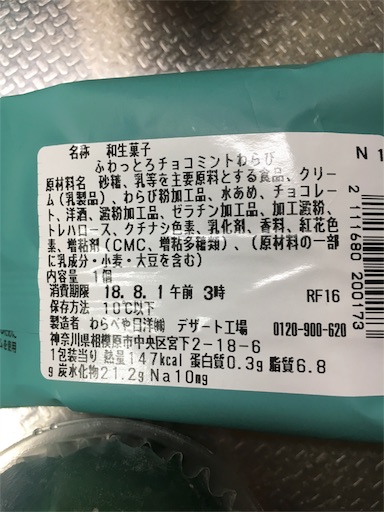 名称 和生菓子
ふわっとろチョコミントわらび
原材料名 砂糖、乳等を主要原料とする食品、クリー
ム(乳製品)、わらび粉加工品、水あめ、チョコレー
ト、洋酒、澱粉加工品、ゼラチン加工品、加工澱粉、
トレハロース、クチナシ色素、乳化剤、香料、紅花色
素、増粘剤(CMC、増粘多糖類)、(原材料の一部
に乳成分・小麦・大豆を含む)
内容量 1個
消費期限 18.8.1午前 3時 RF16
保存方法 10℃以下
製造者 わらべや日洋㈱ デザート工場 0120-900-620
神奈川県相模原市中央区宮下2-18-6
1包装当り 熱量147kcal 蛋白質0.3g 脂質6.8
g 炭水化物21.2g Na10mg
N 1
2 111680 200173